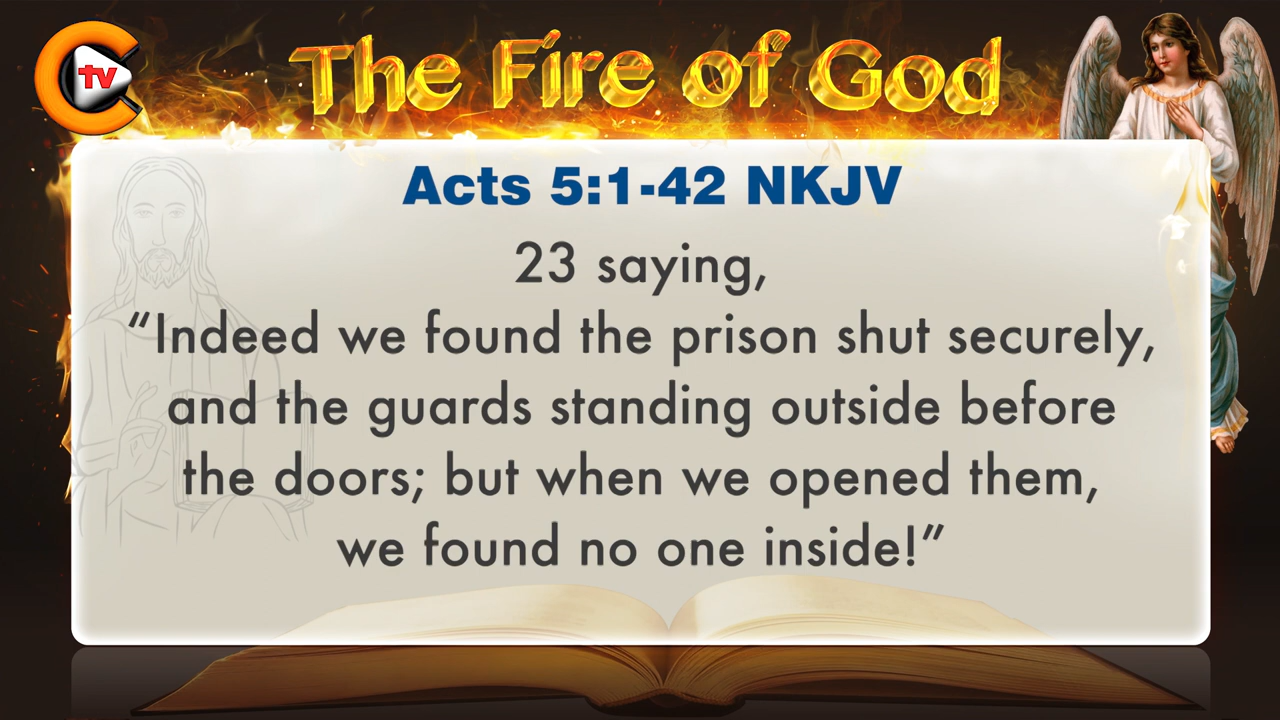 tv
The Fire of God
Acts 5:1-42 NKJV
23 saying,
“Indeed we found the prison shut securely,
and the guards standing outside before
the doors; but when we opened them,
we found no one inside!”